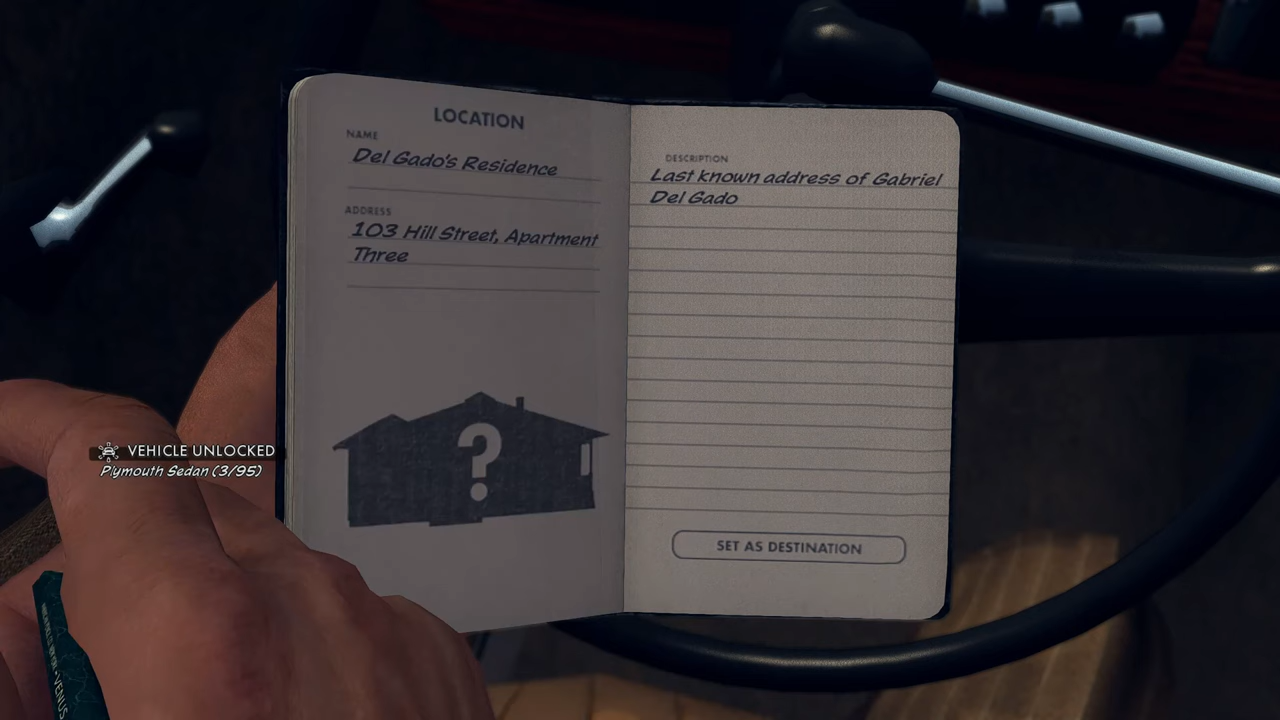 LOCATION
NAME
Del Gado's Residence
ADDRESS
103 Hill Street, Apartment
Three
?
DESCRIPTION
Last known address of Gabriel
Del Gado
SET AS DESTINATION
VEHICLE UNLOCKED
Plymouth Sedan (3/95)
VENUS